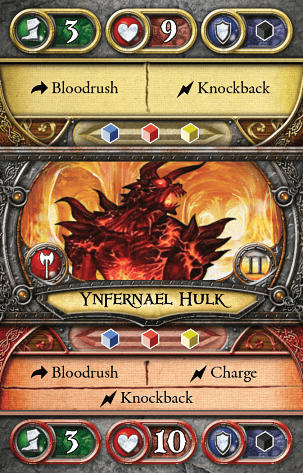 3 9
Bloodrush Knockback
II
YNFERNAEL HULK
Bloodrush Charge
Knockback
3 10